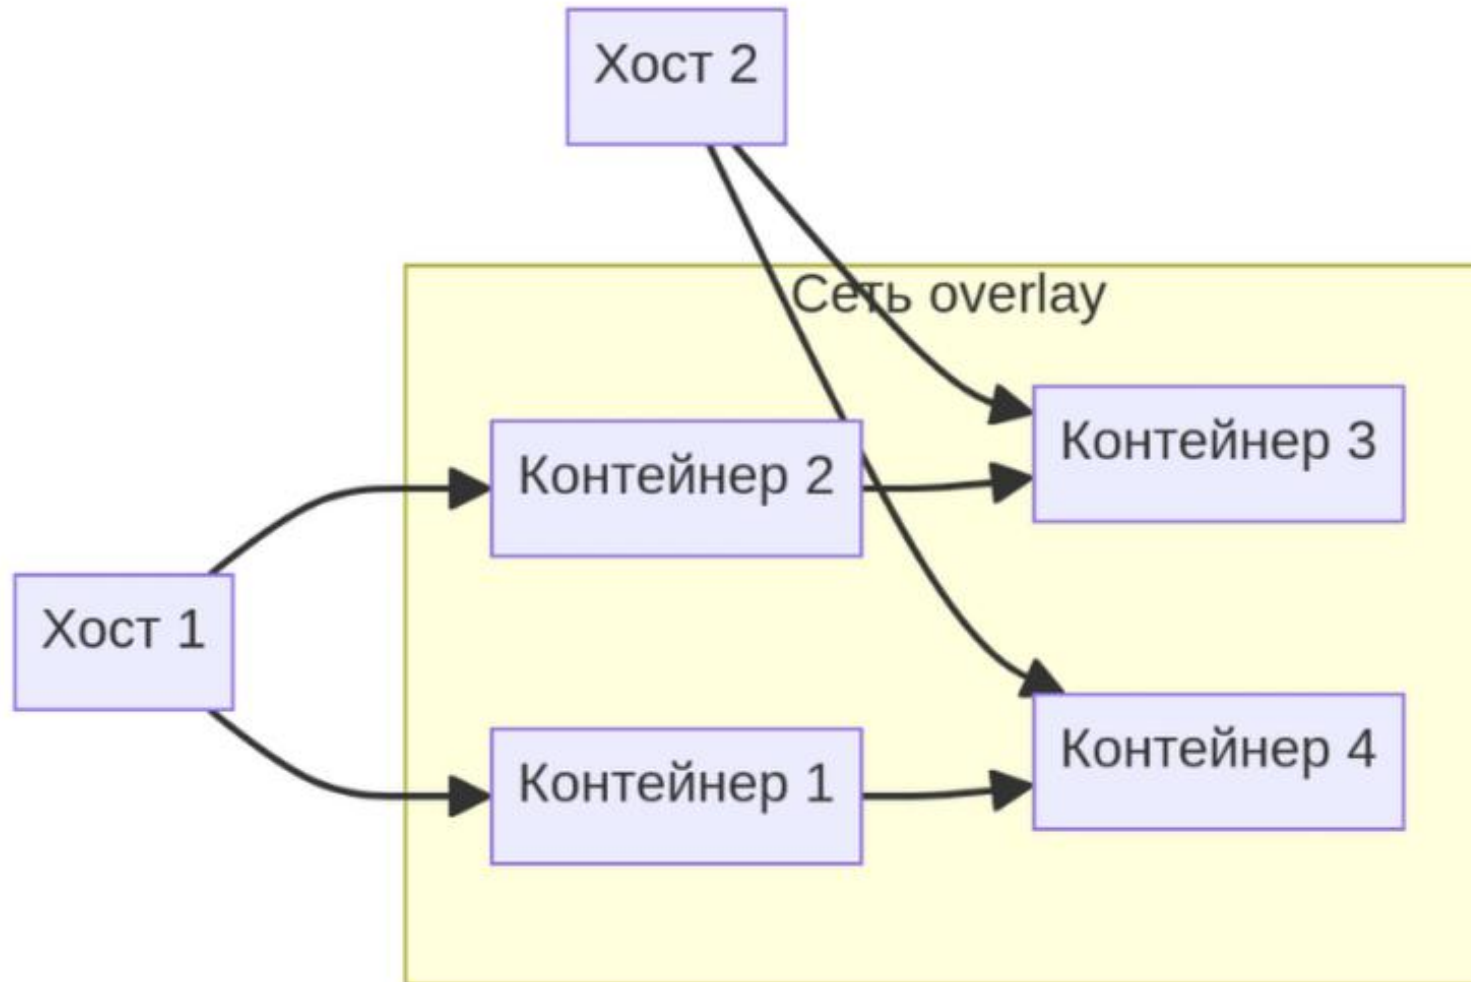 Хост 2
Сеть overlay
Контейнер 3
Контейнер 2
Хост 1
Контейнер 4
Контейнер 1